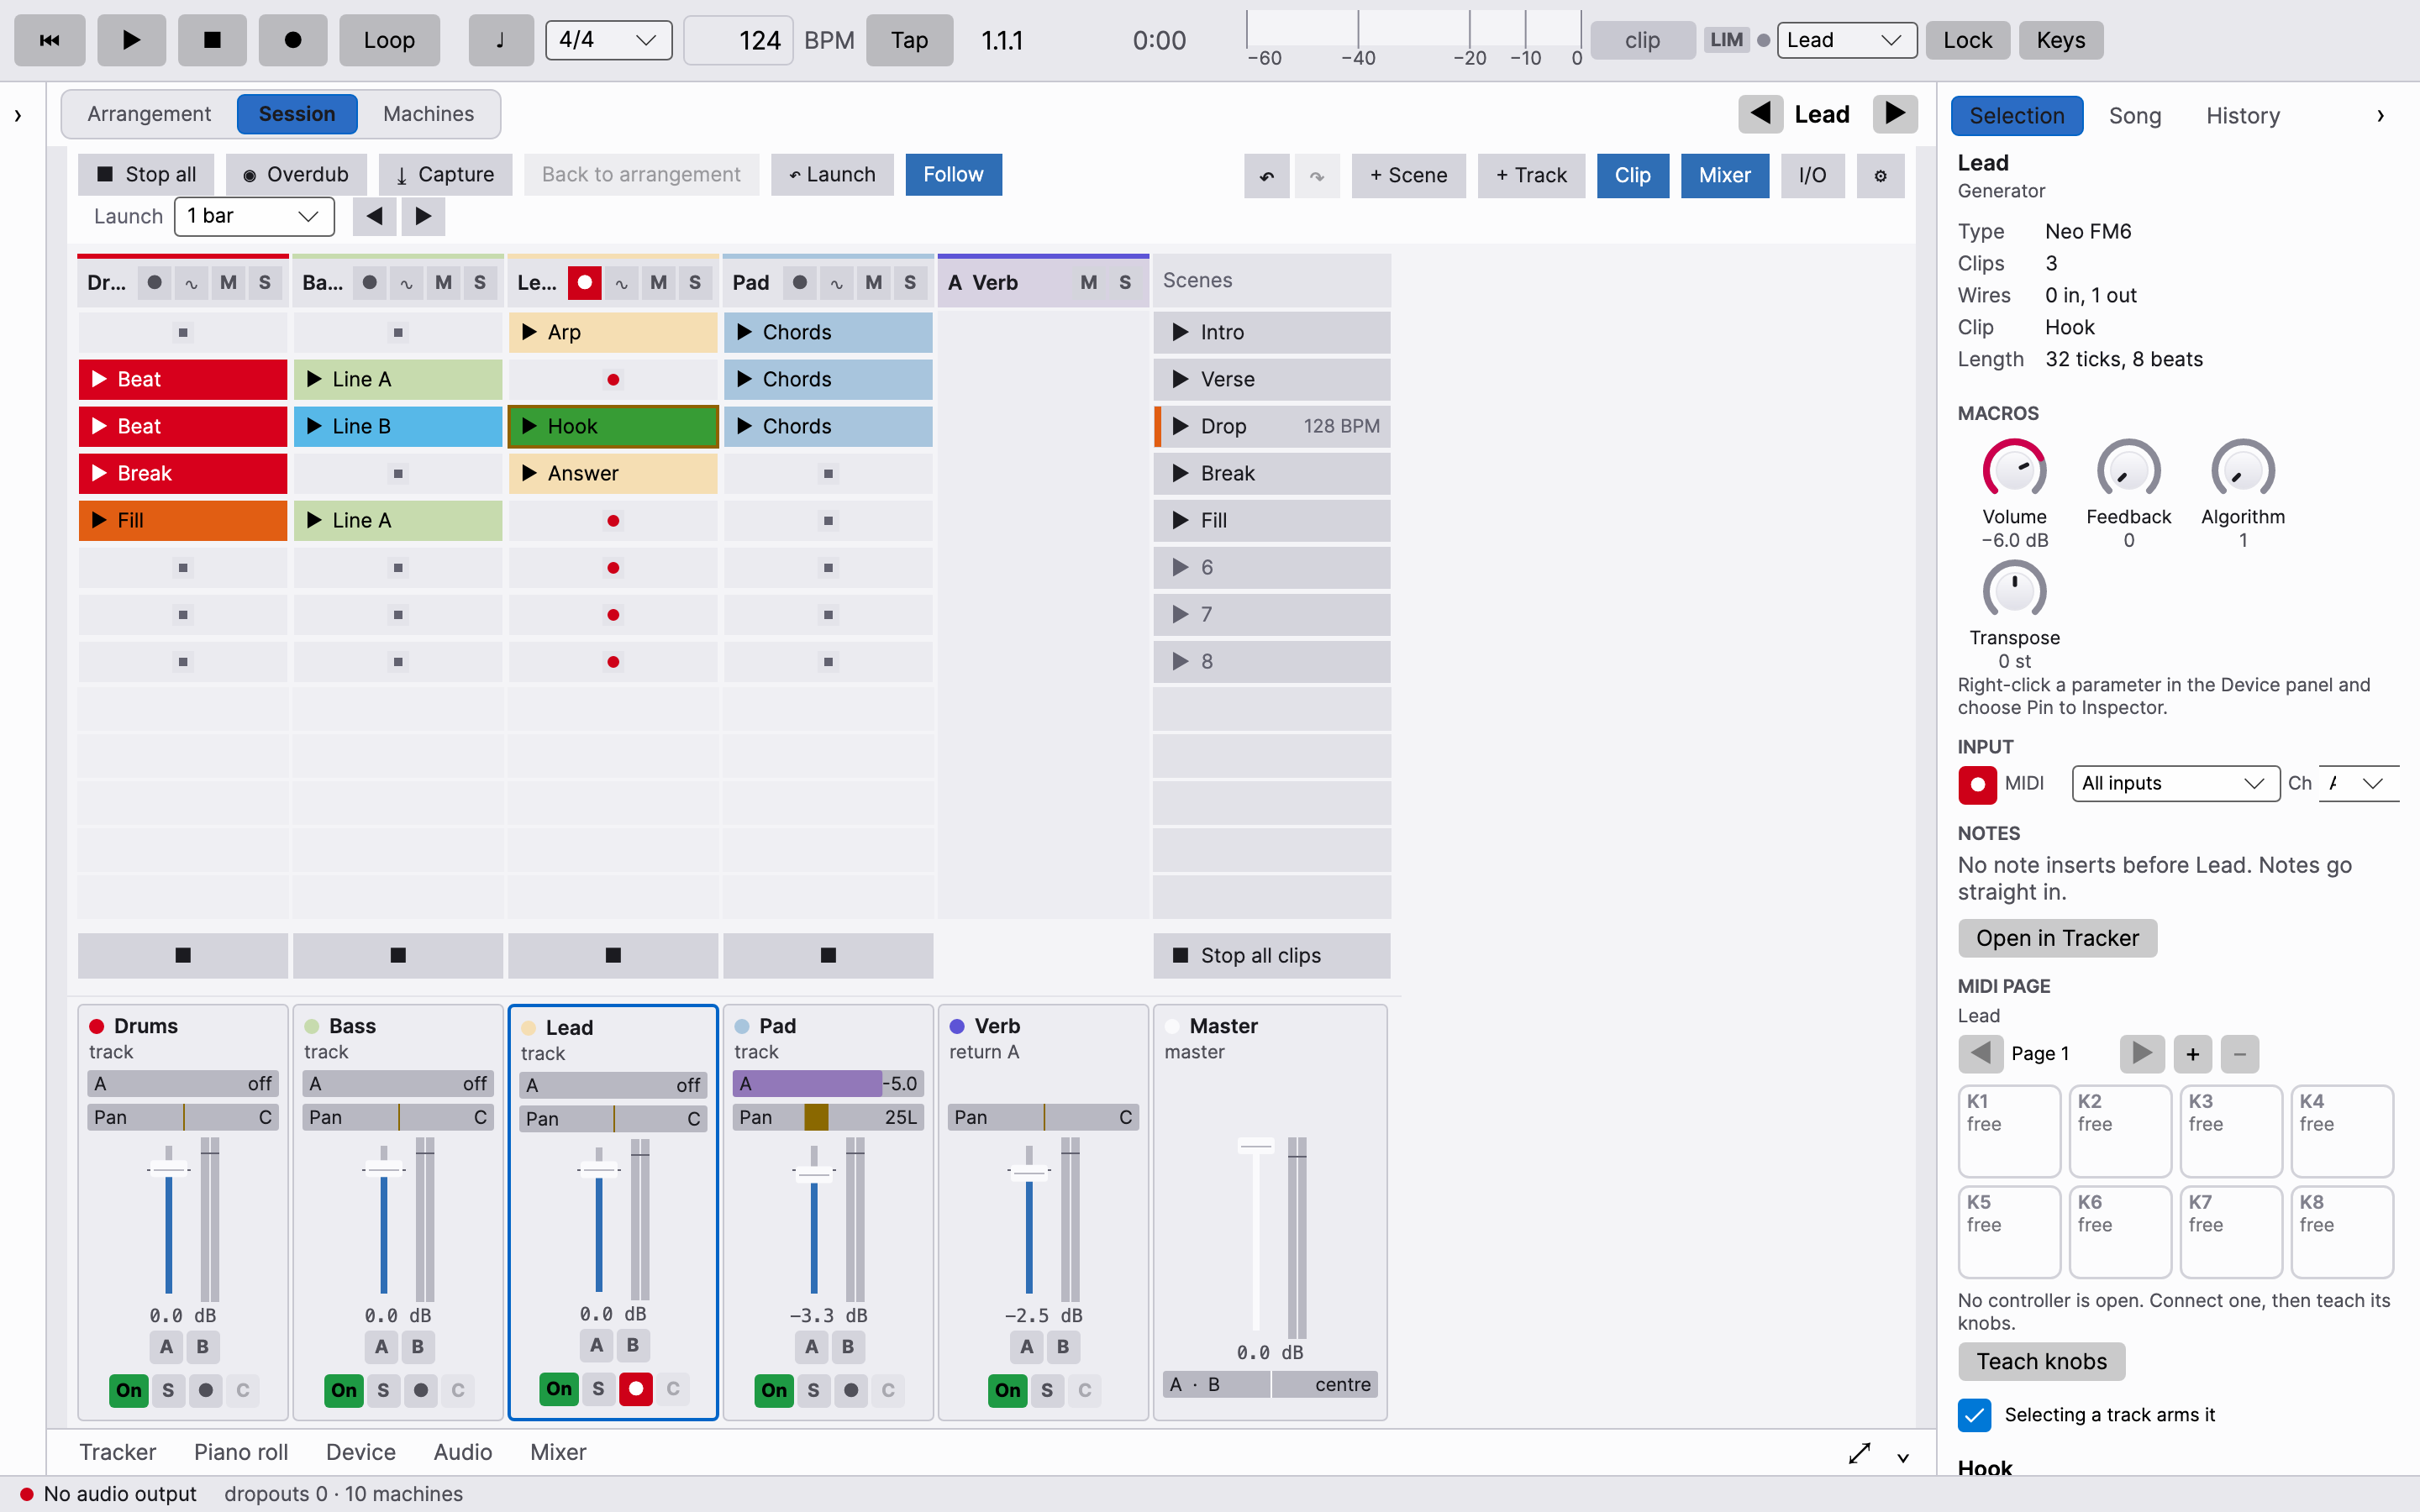 Loop 4/4 124 BPM Tap 1.1.1 0:00 −60 −40 −20 −10 0 clip LIM Lead Lock Keys
Arrangement Session Machines Lead
Stop all Overdub Capture Back to arrangement Launch Follow + Scene + Track Clip Mixer I/O
Launch 1 bar
Dr... M S Ba... M S Le... M S Pad M S A Verb M S Scenes
Arp Chords Intro
Beat Line A Chords Verse
Beat Line B Hook Chords Drop 128 BPM
Break Answer Break
Fill Line A Fill
6
7
8
Stop all clips
Drums Bass Lead Pad Verb Master
track track track track return A master
A off A off A off A -5.0
Pan C Pan C Pan C Pan 25L Pan C
0.0 dB 0.0 dB 0.0 dB −3.3 dB −2.5 dB 0.0 dB
A B A B A B A B A B
A · B centre
On S C On S C On S C On S C On S C
Tracker Piano roll Device Audio Mixer
No audio output dropouts 0 · 10 machines
Selection Song History
Lead
Generator
Type Neo FM6
Clips 3
Wires 0 in, 1 out
Clip Hook
Length 32 ticks, 8 beats
MACROS
Volume Feedback Algorithm
−6.0 dB 0 1
Transpose
0 st
Right-click a parameter in the Device panel and
choose Pin to Inspector.
INPUT
MIDI All inputs Ch
NOTES
No note inserts before Lead. Notes go
straight in.
Open in Tracker
MIDI PAGE
Lead
Page 1 + −
K1 K2 K3 K4
free free free free
K5 K6 K7 K8
free free free free
No controller is open. Connect one, then teach its
knobs.
Teach knobs
Selecting a track arms it
Hook